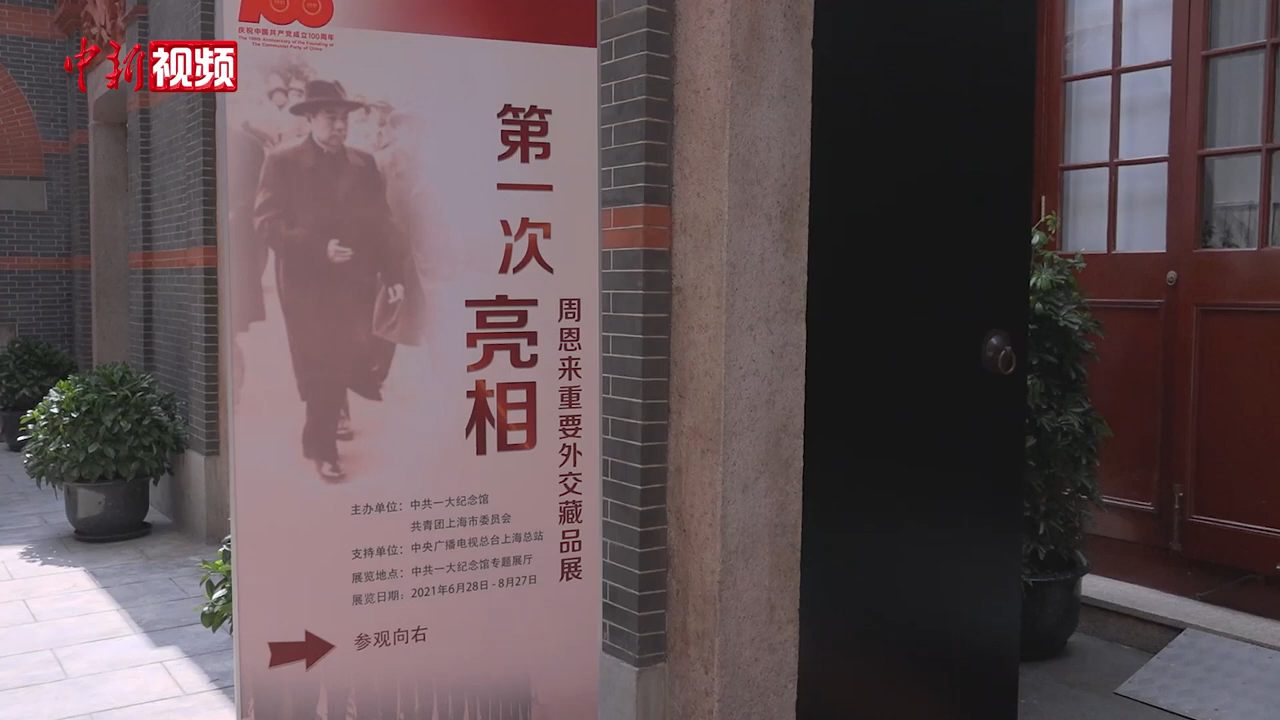 中新视频
100
庆祝中国共产党成立100周年
The 100th Anniversary of the Founding of
The Communist Party of China
第一次
亮相
周恩来重要外交藏品展
主办单位：中共一大纪念馆
共青团上海市委员会
支持单位：中央广播电视总台上海总站
展览地点：中共一大纪念馆专题展厅
展览日期：2021年6月28日 - 8月27日
参观向右